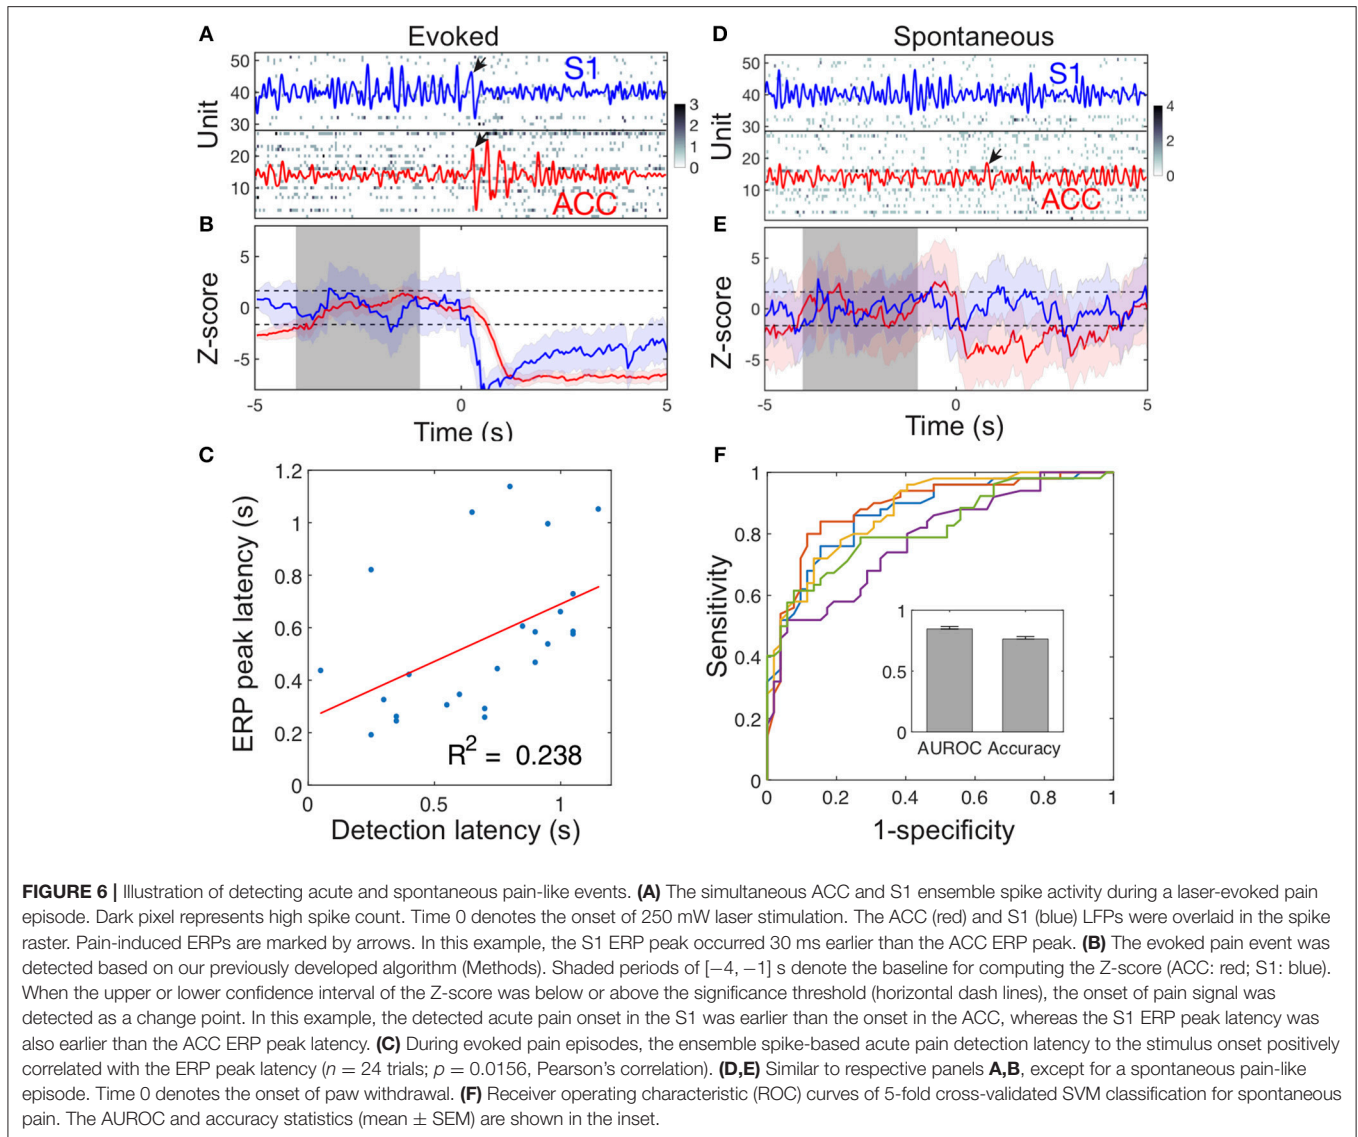 A
Evoked
D
Spontaneous
50
40
30
20
10
Unit
S1
ACC
3
2
1
0
50
40
30
20
10
Unit
S1
ACC
4
2
0
B
5
0
-5
Z-score
-5
0
5
Time (s)
E
5
0
-5
Z-score
-5
0
5
Time (s)
C
1.2
1
0.8
0.6
0.4
0.2
0
ERP peak latency (s)
R² = 0.238
0
0.5
1
Detection latency (s)
F
1
0.8
0.6
0.4
0.2
0
Sensitivity
1
0.5
0
AUROC Accuracy
0
0.2
0.4
0.6
0.8
1
1-specificity
FIGURE 6 | Illustration of detecting acute and spontaneous pain-like events. (A) The simultaneous ACC and S1 ensemble spike activity during a laser-evoked pain
episode. Dark pixel represents high spike count. Time 0 denotes the onset of 250 mW laser stimulation. The ACC (red) and S1 (blue) LFPs were overlaid in the spike
raster. Pain-induced ERPs are marked by arrows. In this example, the S1 ERP peak occurred 30 ms earlier than the ACC ERP peak. (B) The evoked pain event was
detected based on our previously developed algorithm (Methods). Shaded periods of [−4, −1] s denote the baseline for computing the Z-score (ACC: red; S1: blue).
When the upper or lower confidence interval of the Z-score was below or above the significance threshold (horizontal dash lines), the onset of pain signal was
detected as a change point. In this example, the detected acute pain onset in the S1 was earlier than the onset in the ACC, whereas the S1 ERP peak latency was
also earlier than the ACC ERP peak latency. (C) During evoked pain episodes, the ensemble spike-based acute pain detection latency to the stimulus onset positively
correlated with the ERP peak latency (n = 24 trials; p = 0.0156, Pearson's correlation). (D,E) Similar to respective panels A,B, except for a spontaneous pain-like
episode. Time 0 denotes the onset of paw withdrawal. (F) Receiver operating characteristic (ROC) curves of 5-fold cross-validated SVM classification for spontaneous
pain. The AUROC and accuracy statistics (mean ± SEM) are shown in the inset.